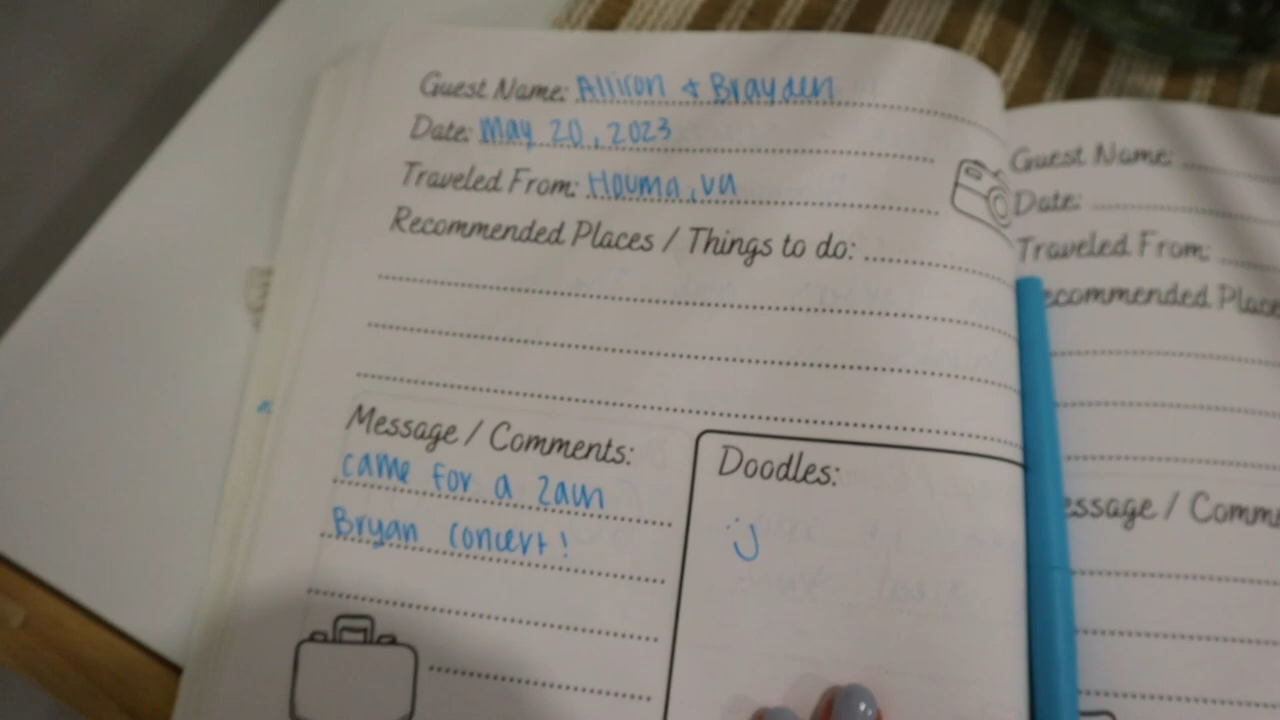 Guest Name: Allison & Brayden
Date: May 20, 2023
Traveled From: Houma, LA
Recommended Places / Things to do:
Message / Comments:
came for a Zach
Bryan concert!
Doodles:
:)
Guest Name:
Date:
Traveled From:
ecommended Place
essage / Comme